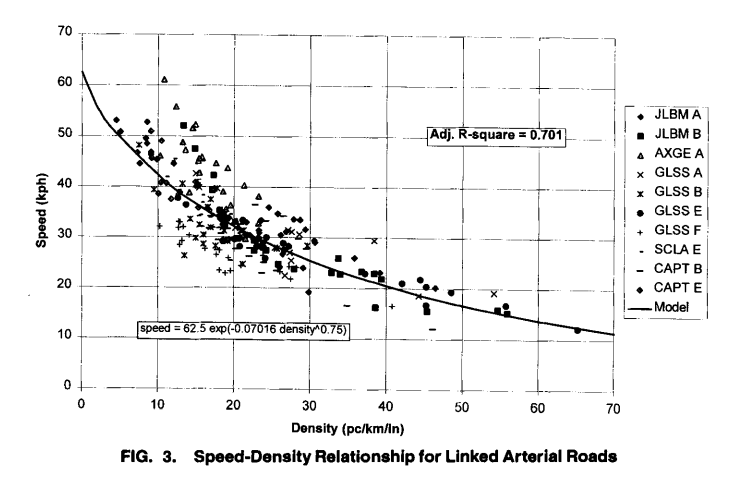 70
60
50
40
30
20
10
0
Speed (kph)
Adj. R-square = 0.701
speed = 62.5 exp(-0.07016 density^0.75)
0 10 20 30 40 50 60 70
Density (pc/km/ln)
JLBM A
JLBM B
AXGE A
GLSS A
GLSS B
GLSS E
GLSS F
SCLA E
CAPT B
CAPT E
Model
FIG. 3. Speed-Density Relationship for Linked Arterial Roads